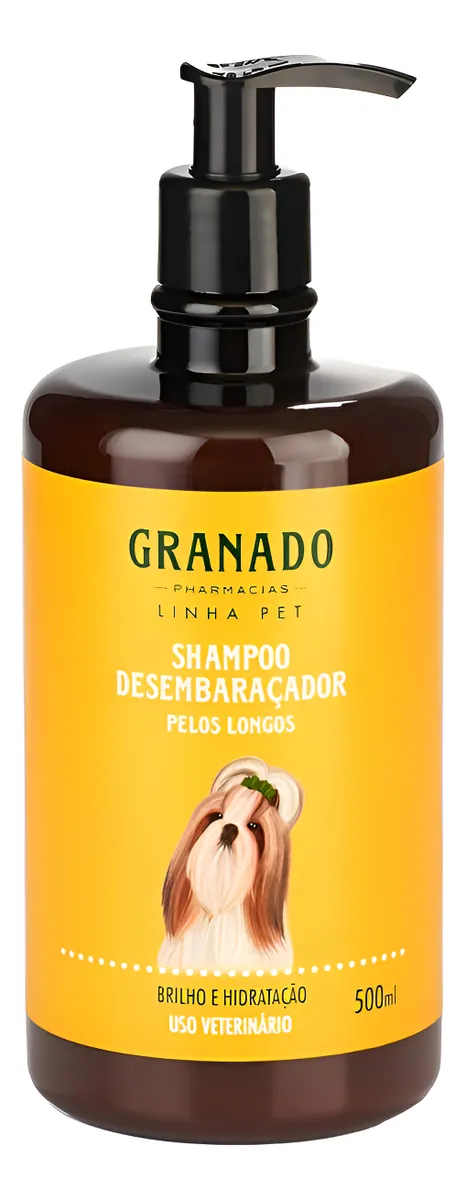 GRANADO
PHARMACIAS
LINHA PET
SHAMPOO
DESEMBARAÇADOR
PELOS LONGOS
BRILHO E HIDRATAÇÃO
500ml
USO VETERINÁRIO